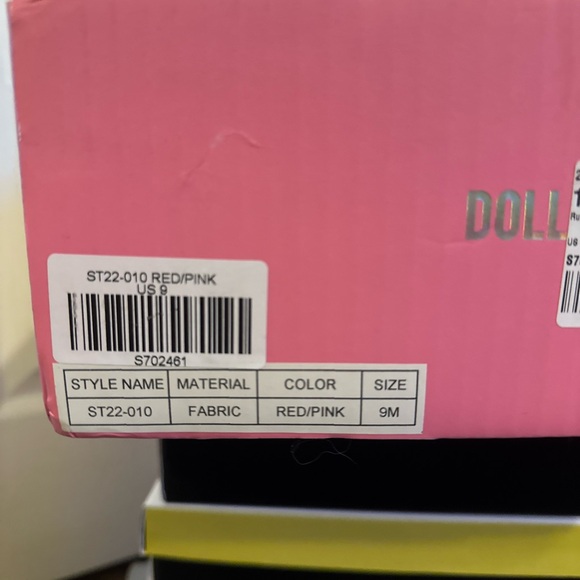 DOLL
ST22-010 RED/PINK
US 9
S702461
STYLE NAME MATERIAL COLOR SIZE
ST22-010 FABRIC RED/PINK 9M
US